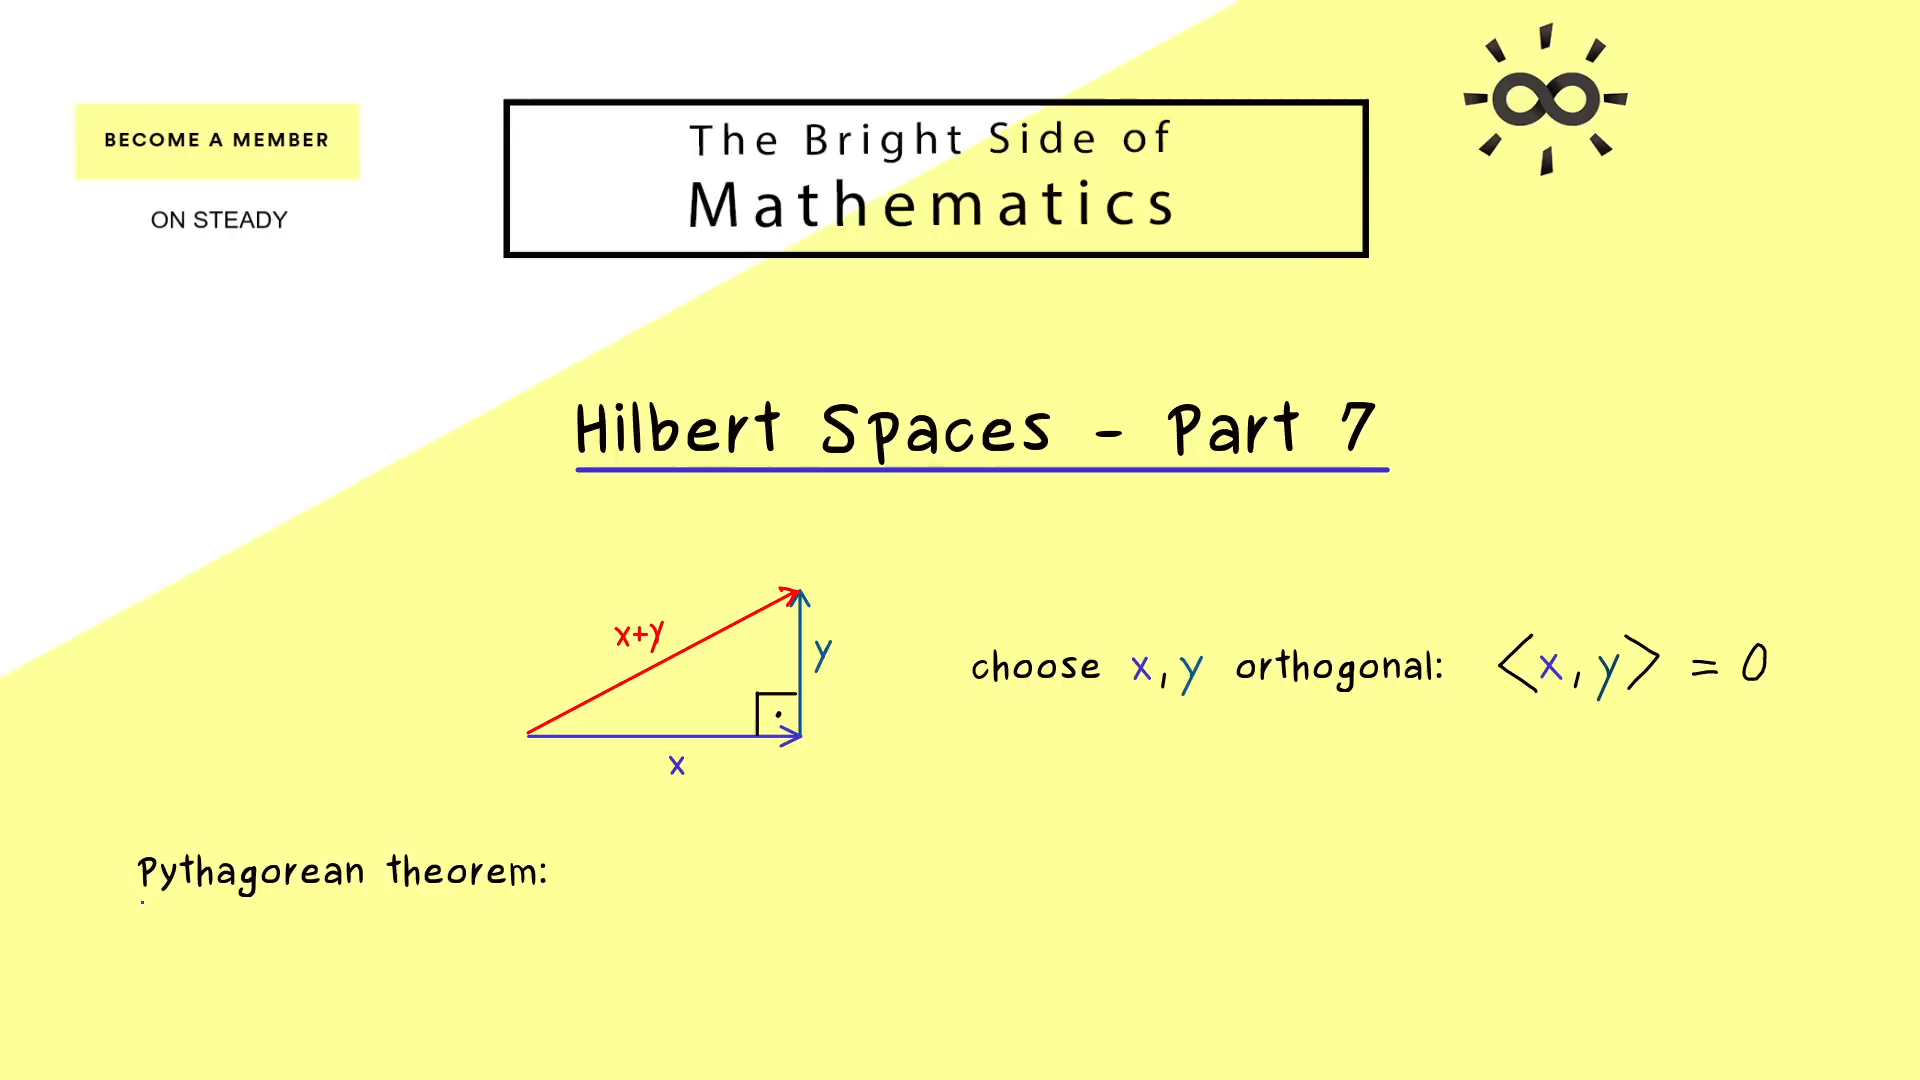 BECOME A MEMBER
ON STEADY
The Bright Side of
Mathematics
Hilbert Spaces - Part 7
x+y
y
x
choose x, y orthogonal: <x, y> = 0
Pythagorean theorem: